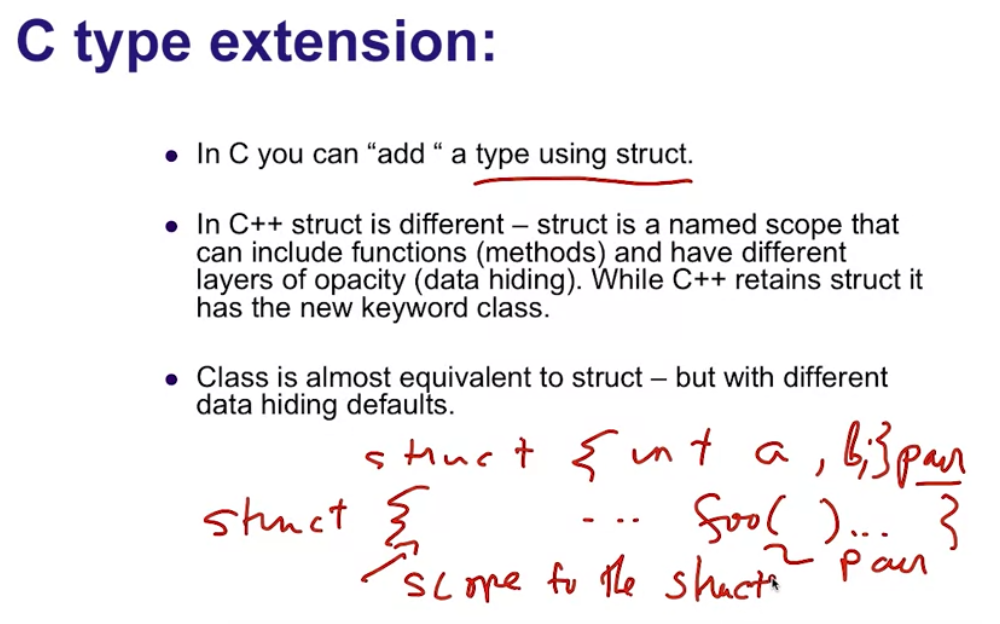 C type extension:
● In C you can “add “ a type using struct.
● In C++ struct is different – struct is a named scope that
can include functions (methods) and have different
layers of opacity (data hiding). While C++ retains struct it
has the new keyword class.
● Class is almost equivalent to struct – but with different
data hiding defaults.
struct { int a , b;} pair
struct { ... foo( )... }
pair
scope to the struct